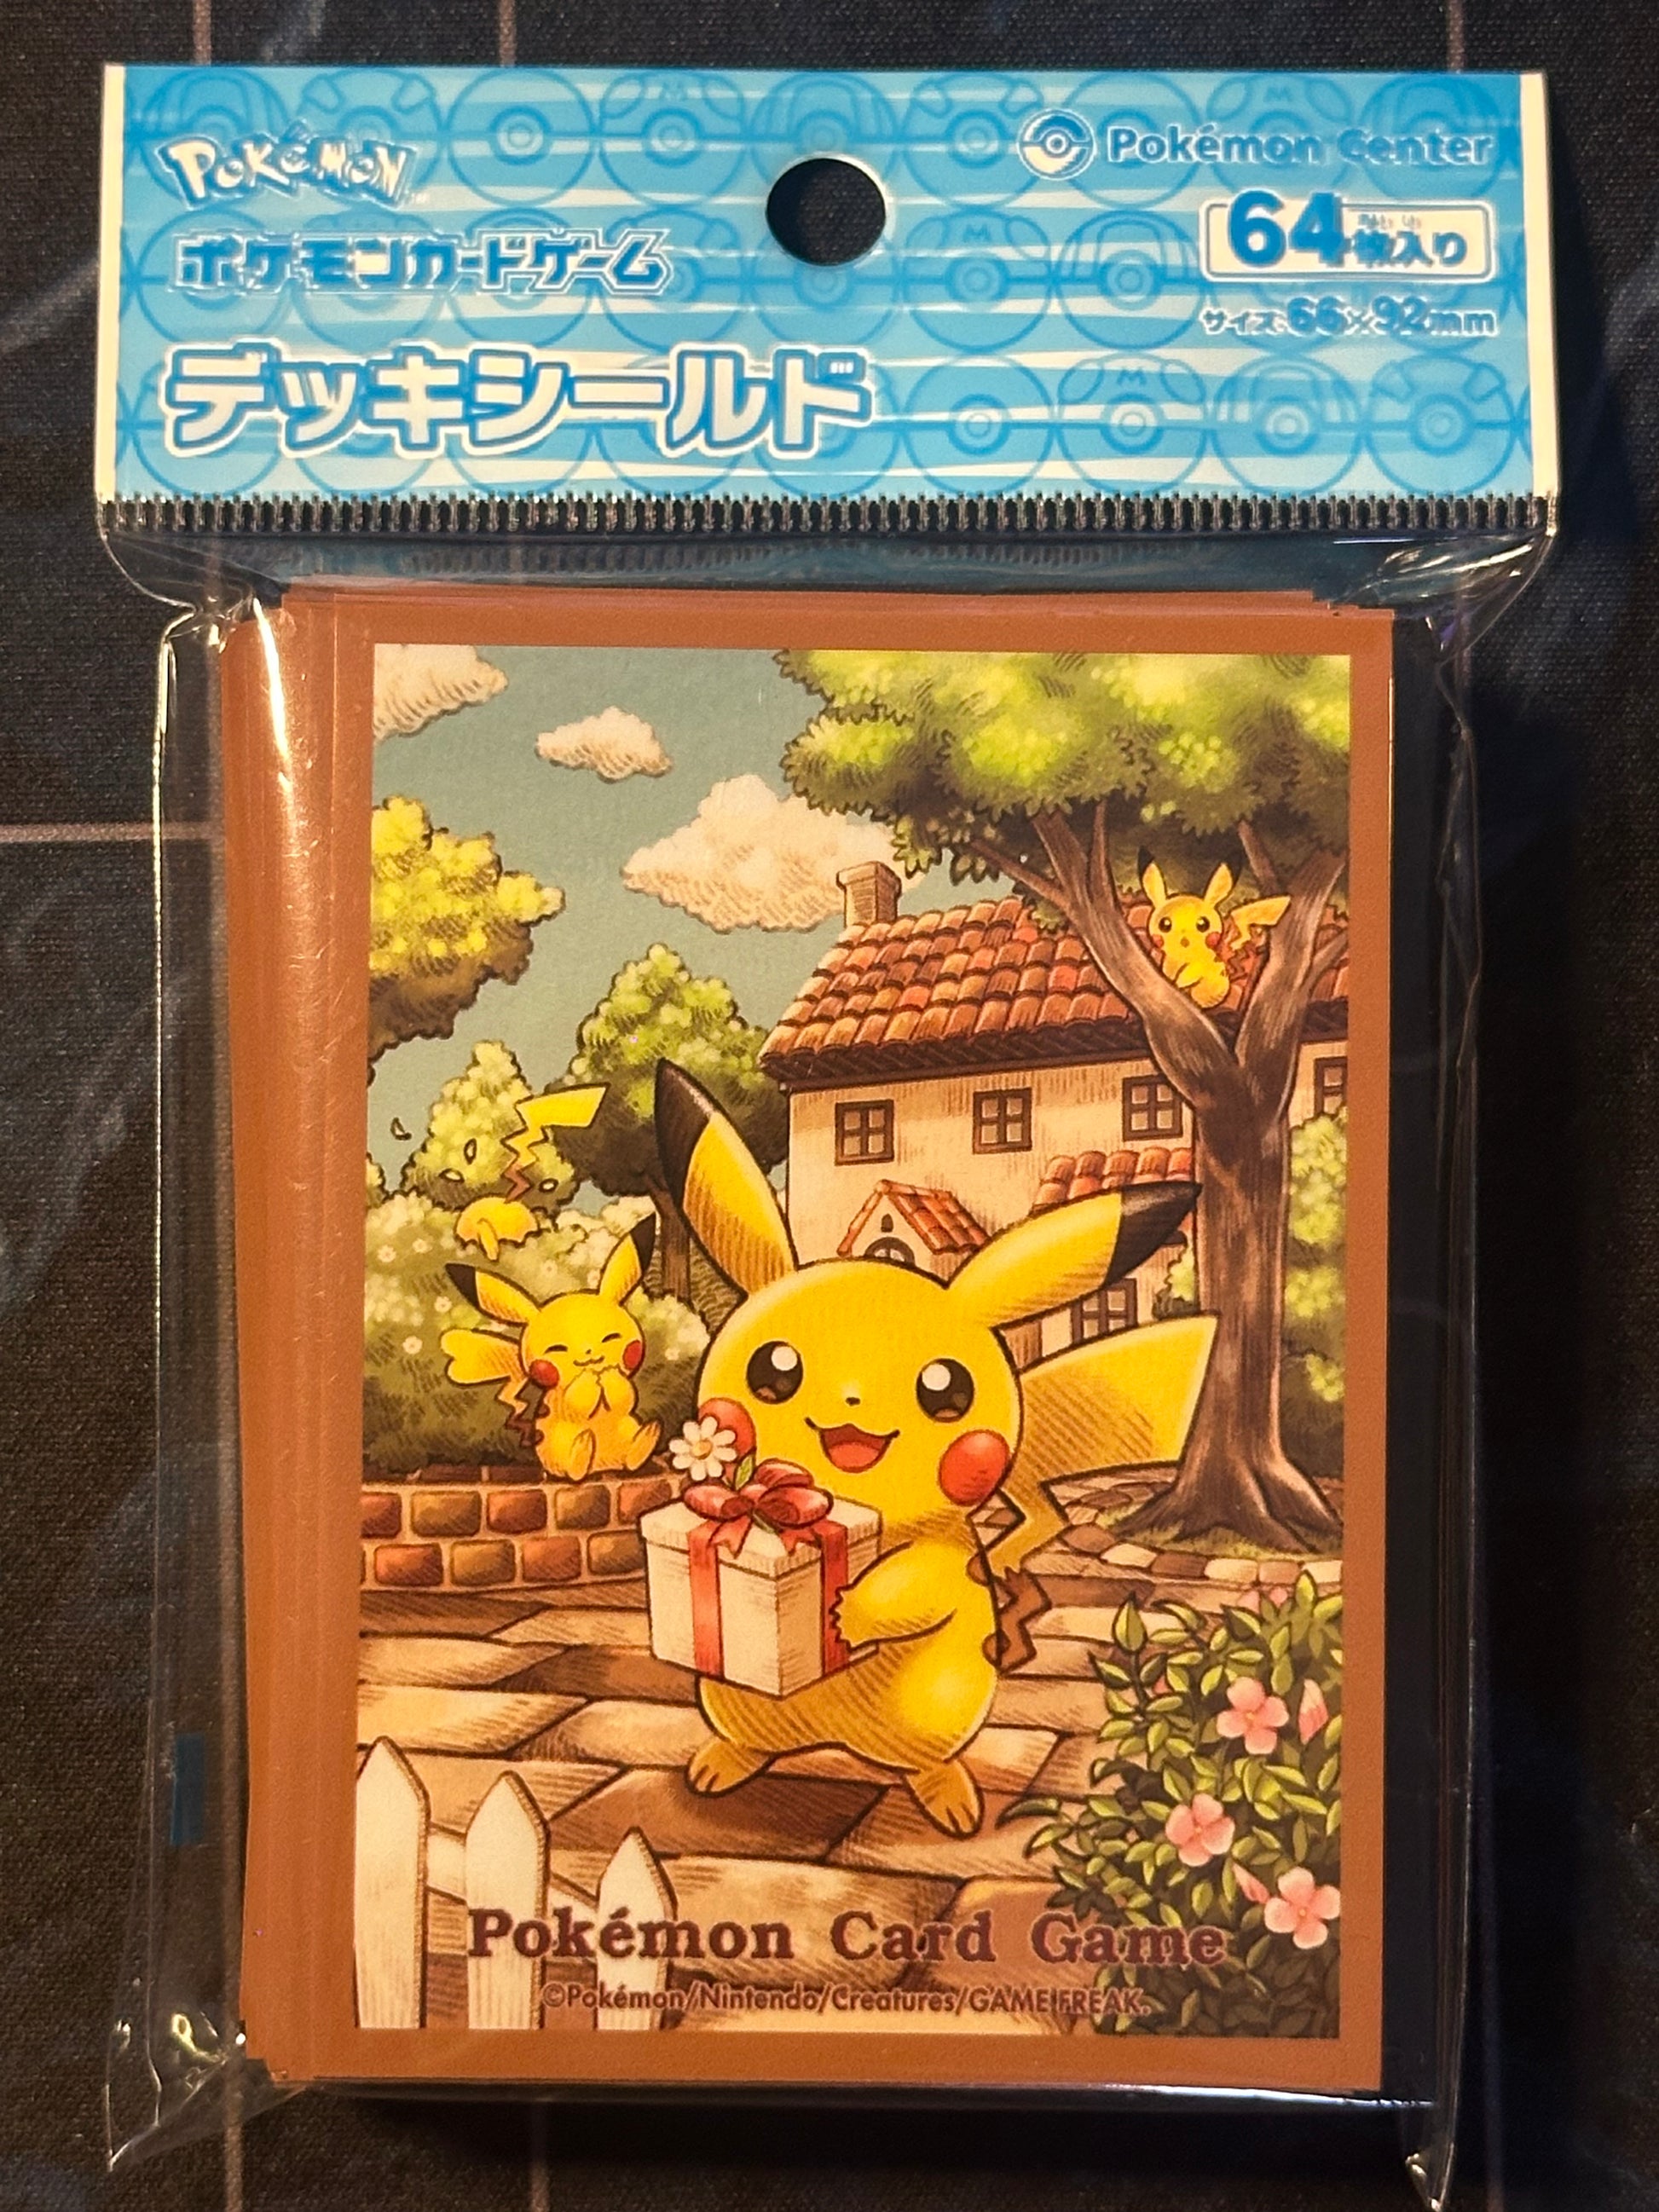 POKéMON
Pokémon Center
ポケモンカードゲーム
64枚入り
サイズ:66×92mm
デッキシールド
Pokémon Card Game
©Pokémon/Nintendo/Creatures/GAME FREAK.